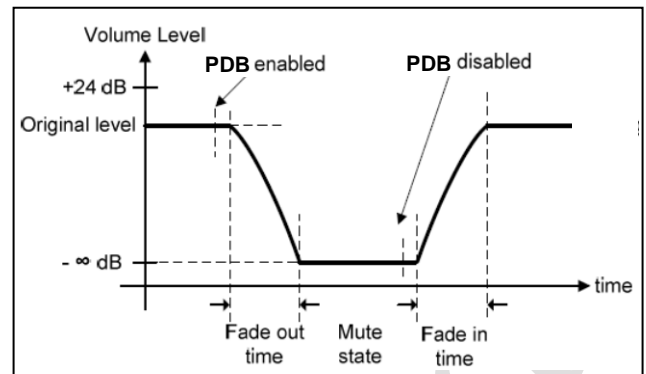 Volume Level
PDB enabled
PDB disabled
+24 dB
Original level
- ∞ dB
time
Fade out
time
Mute
state
Fade in
time